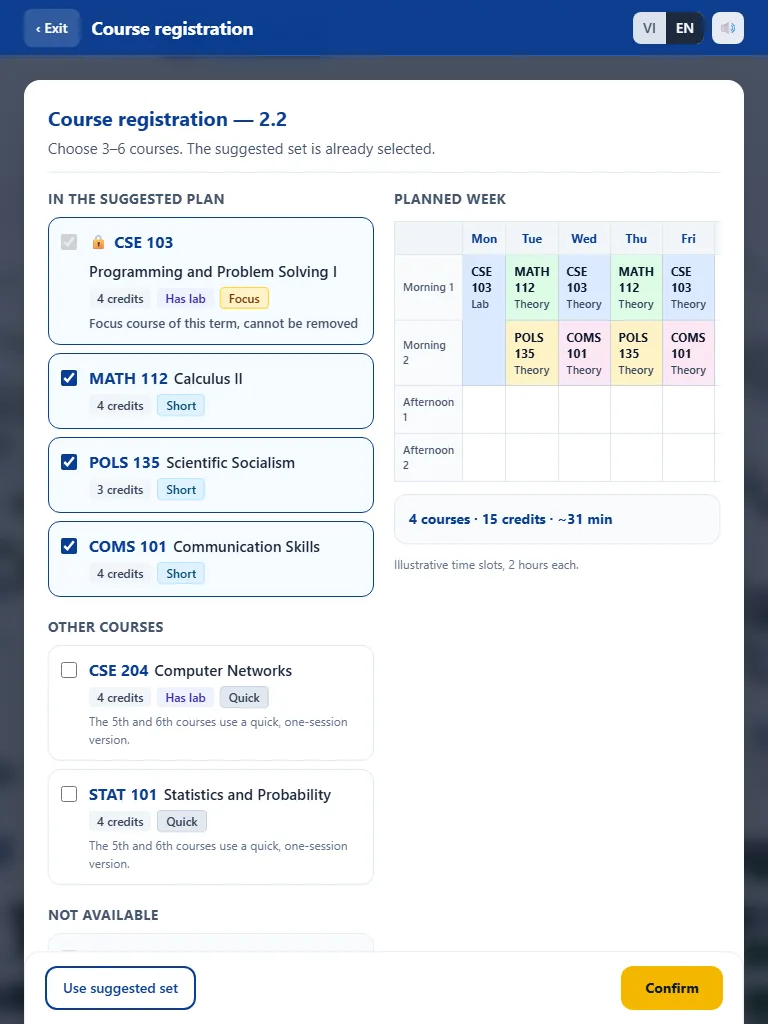 ‹ Exit
Course registration
VI
EN
Course registration — 2.2
Choose 3–6 courses. The suggested set is already selected.
IN THE SUGGESTED PLAN
CSE 103
Programming and Problem Solving I
4 credits
Has lab
Focus
Focus course of this term, cannot be removed
MATH 112 Calculus II
4 credits
Short
POLS 135 Scientific Socialism
3 credits
Short
COMS 101 Communication Skills
4 credits
Short
OTHER COURSES
CSE 204 Computer Networks
4 credits
Has lab
Quick
The 5th and 6th courses use a quick, one-session
version.
STAT 101 Statistics and Probability
4 credits
Quick
The 5th and 6th courses use a quick, one-session
version.
NOT AVAILABLE
PLANNED WEEK
Mon Tue Wed Thu Fri
Morning 1
CSE
103
Lab
MATH
112
Theory
CSE
103
Theory
MATH
112
Theory
CSE
103
Theory
Morning
2
POLS
135
Theory
COMS
101
Theory
POLS
135
Theory
COMS
101
Theory
Afternoon
1
Afternoon
2
4 courses · 15 credits · ~31 min
Illustrative time slots, 2 hours each.
Use suggested set
Confirm